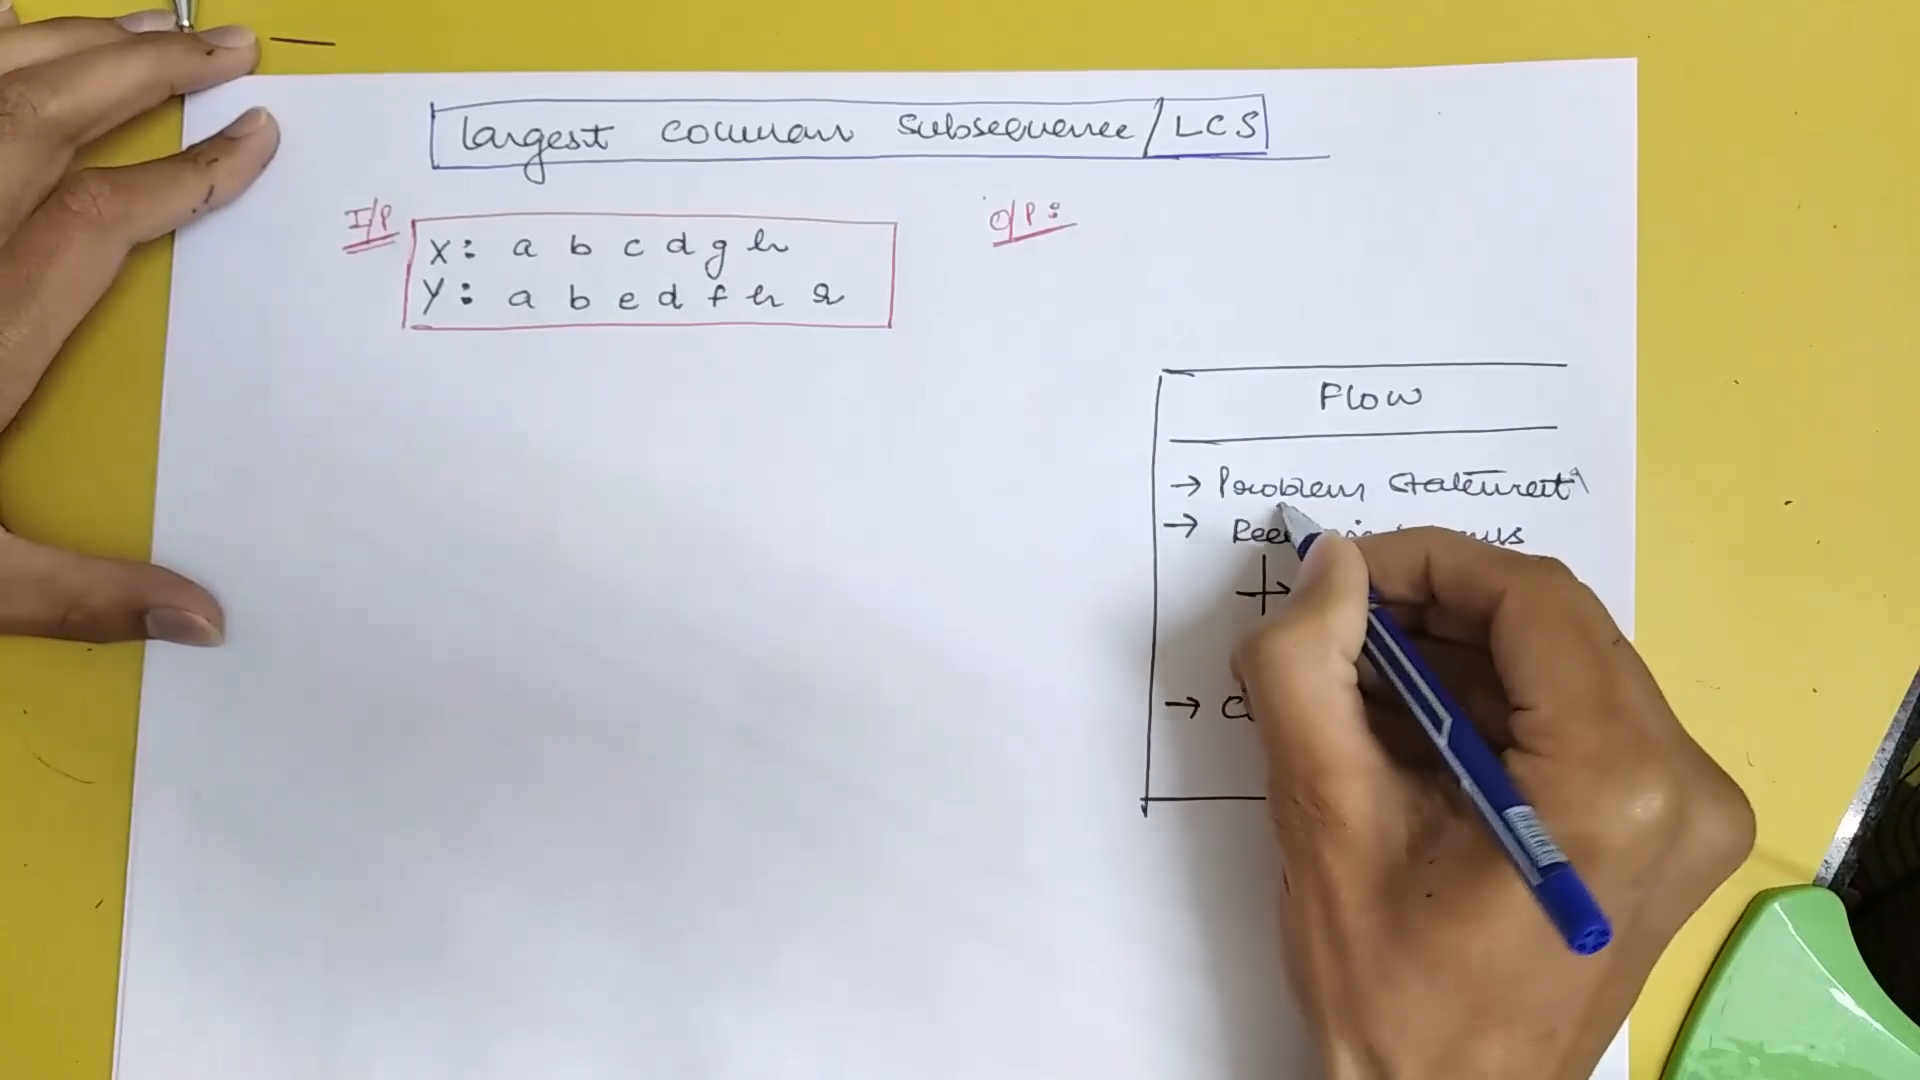 Largest common subsequence / LCS
I/P
X: a b c d g h
Y: a b e d f h r
O/P:
Flow
→ Problem statement
→
→
→